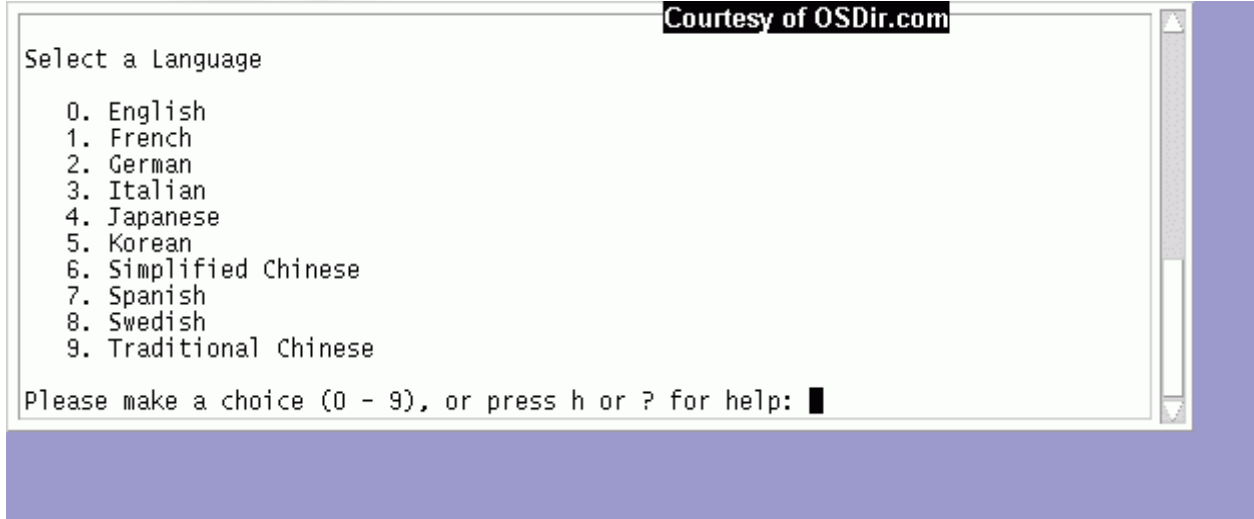 Courtesy of OSDir.com
Select a Language
0. English
1. French
2. German
3. Italian
4. Japanese
5. Korean
6. Simplified Chinese
7. Spanish
8. Swedish
9. Traditional Chinese
Please make a choice (0 - 9), or press h or ? for help: